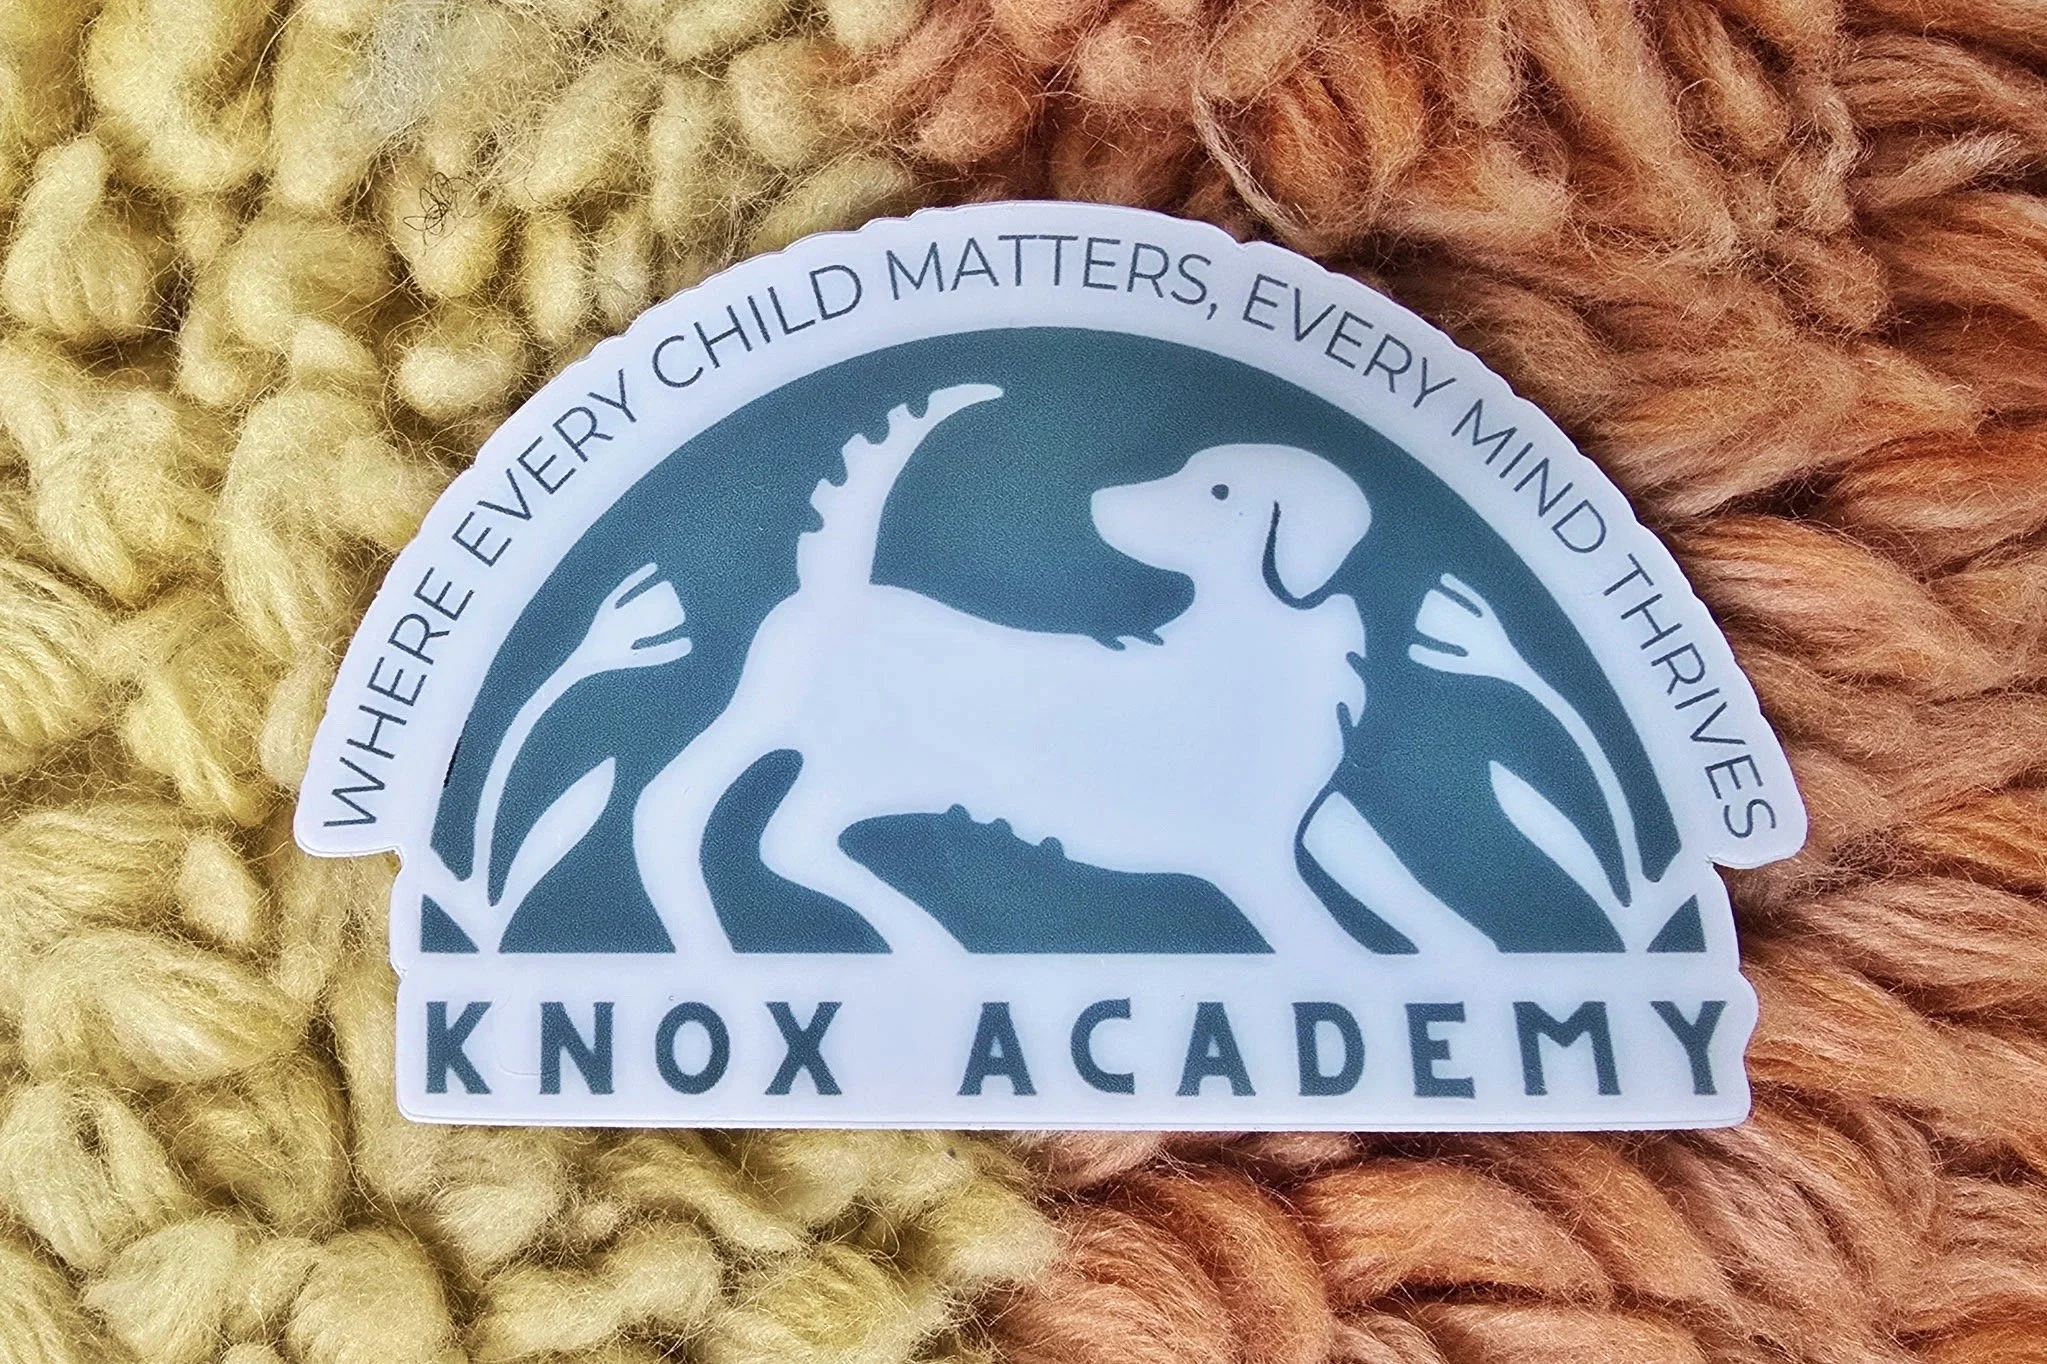 WHERE EVERY CHILD MATTERS, EVERY MIND THRIVES
KNOX ACADEMY